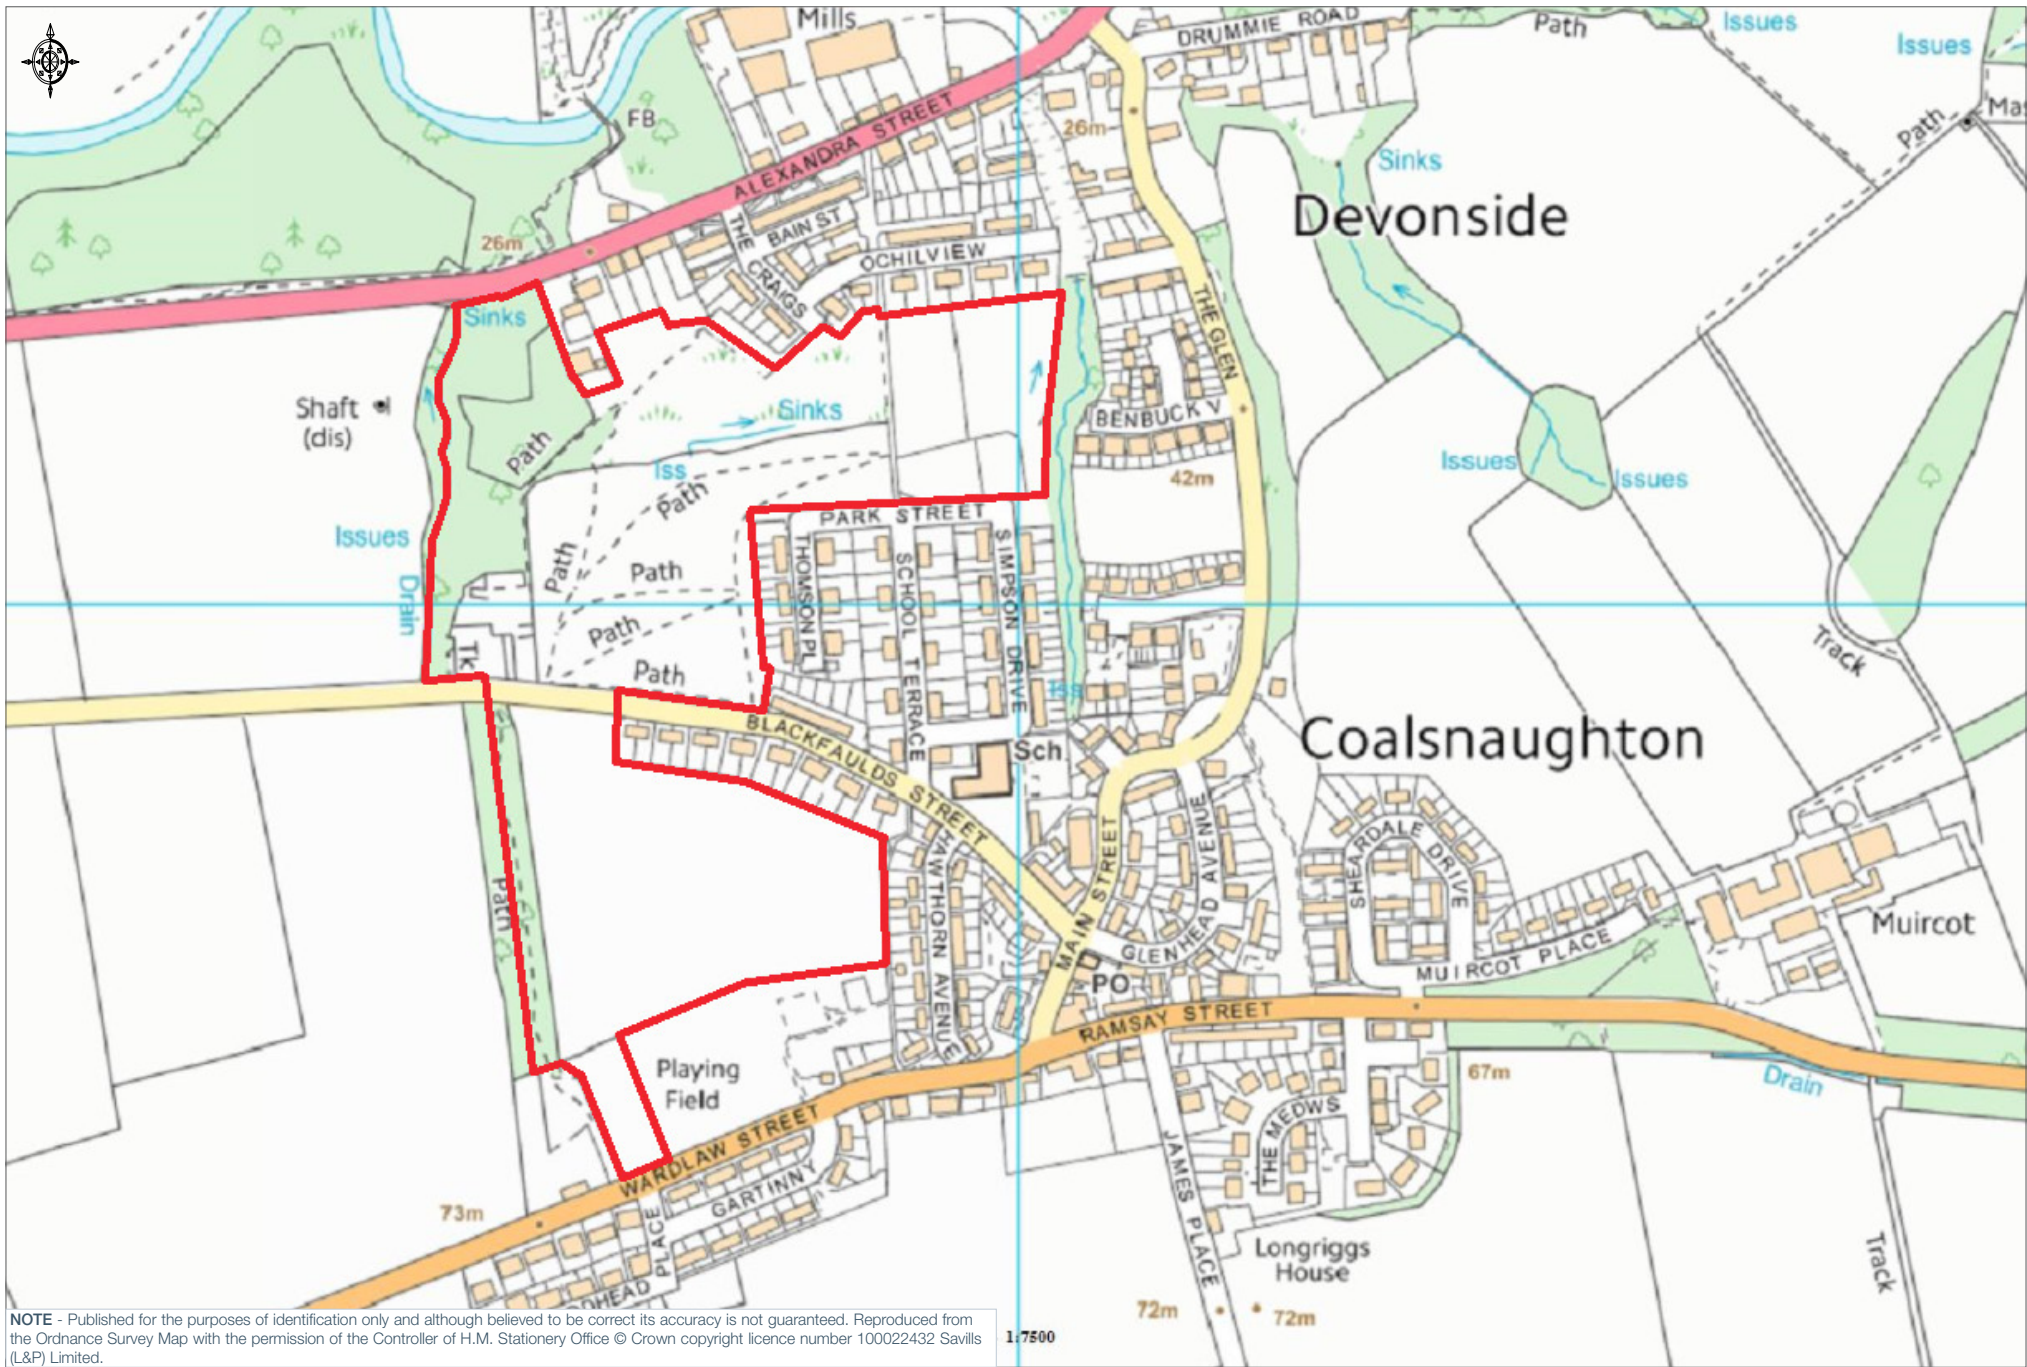 Mills
DRUMMIE ROAD
Path
Issues
Issues
FB
ALEXANDRA STREET
26m
Path
Sinks
Devonside
26m
THE CRAIGS
BAIN ST
OCHILVIEW
THE GLEN
Sinks
Shaft
(dis)
Path
Sinks
Iss
Path
BENBUCK V
42m
Issues
Issues
Issues
Drain
Path
Path
Path
Path
PARK STREET
THOMSON PL
SCHOOL TERRACE
SIMPSON DRIVE
Tk
Iss
Track
BLACKFAULDS STREET
Sch
Coalsnaughton
Path
MAIN STREET
GLENHEAD AVENUE
SHEARDALE DRIVE
Muircot
MUIRCOT PLACE
PO
RAMSAY STREET
Playing
Field
WARDLAW STREET
67m
Drain
THE MEDWS
JAMES PLACE
GARTINNY
PLACE
73m
Longriggs
House
Track
72m
72m
NOTE - Published for the purposes of identification only and although believed to be correct its accuracy is not guaranteed. Reproduced from
the Ordnance Survey Map with the permission of the Controller of H.M. Stationery Office © Crown copyright licence number 100022432 Savills
(L&P) Limited.
1:7500